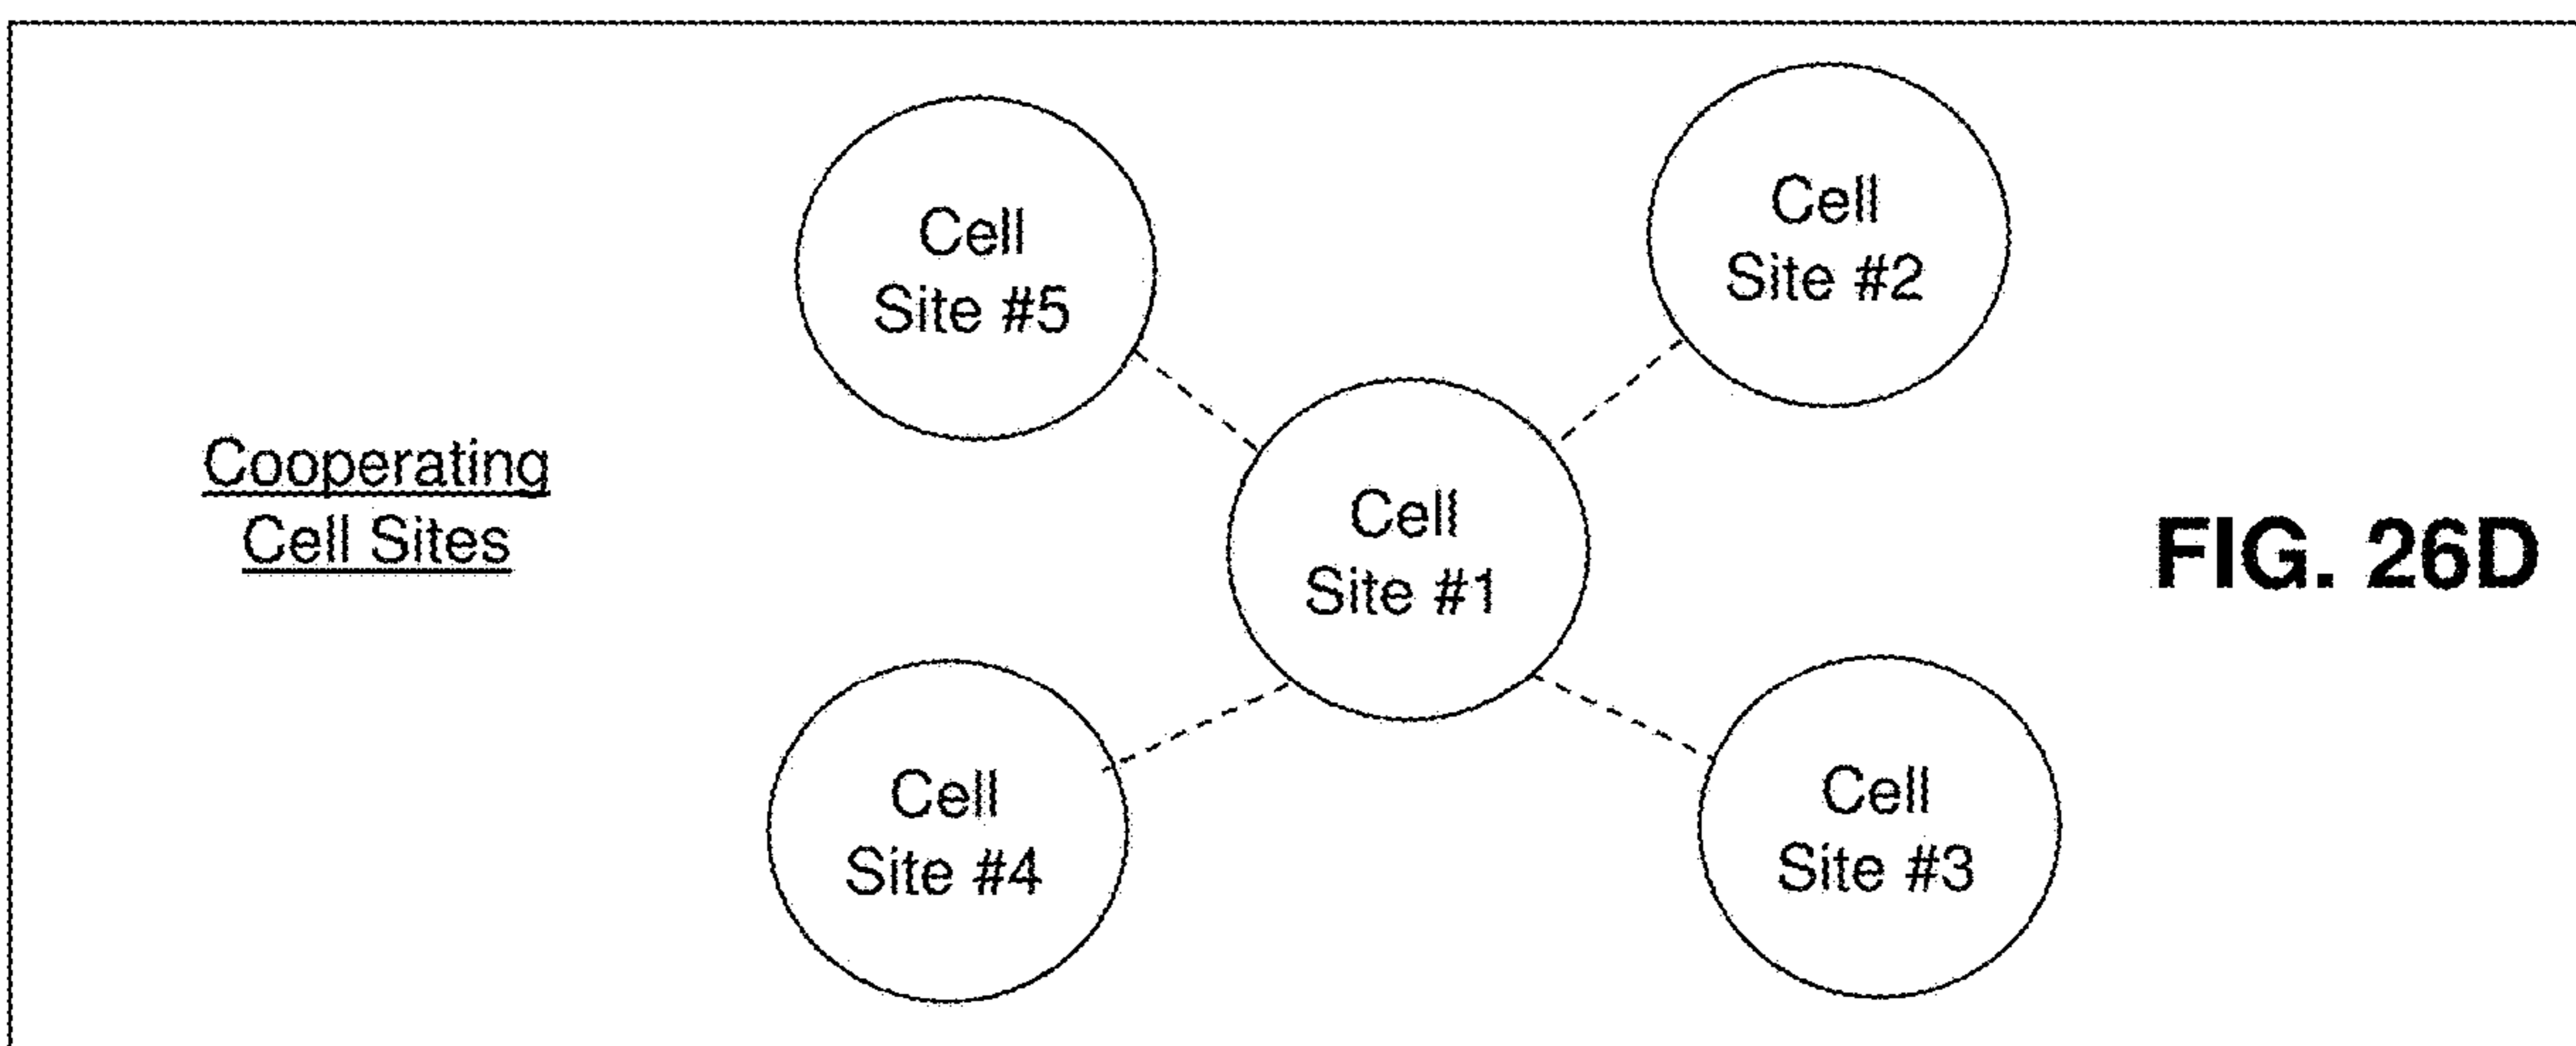 Cell
Site #5
Cell
Site #2
Cooperating
Cell Sites
Cell
Site #1
FIG. 26D
Cell
Site #4
Cell
Site #3